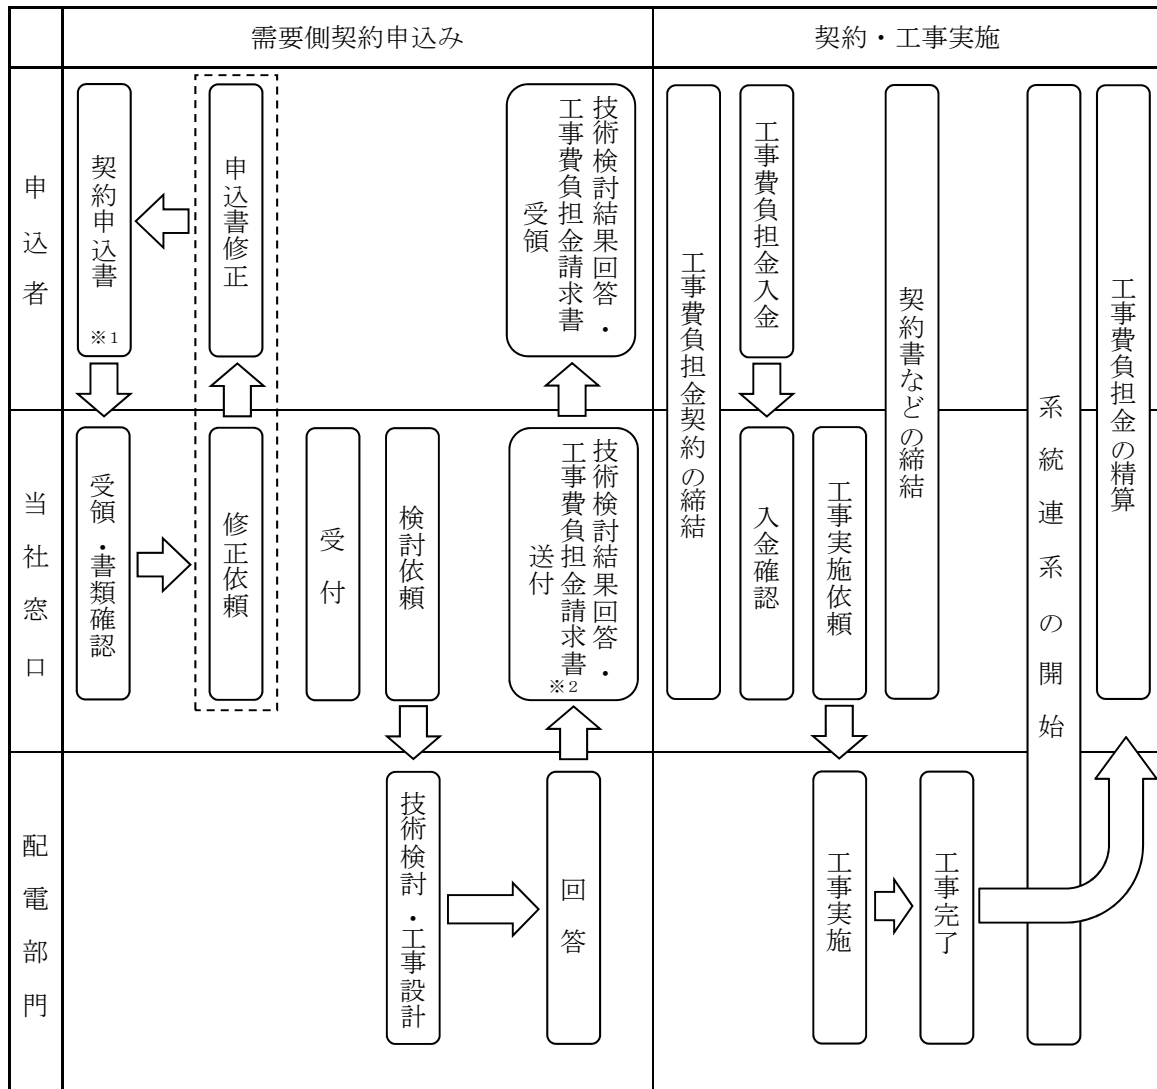 需要側契約申込み
契約・工事実施
申込者
契約申込書
※1
申込書修正
技術検討結果回答・
工事費負担金請求書
受領
工事費負担金契約の締結
工事費負担金入金
契約書などの締結
系統連系の開始
工事費負担金の精算
当社窓口
受領・書類確認
修正依頼
受付
検討依頼
技術検討結果回答・
工事費負担金請求書
送付
※2
入金確認
工事実施依頼
配電部門
技術検討・工事設計
回答
工事実施
工事完了